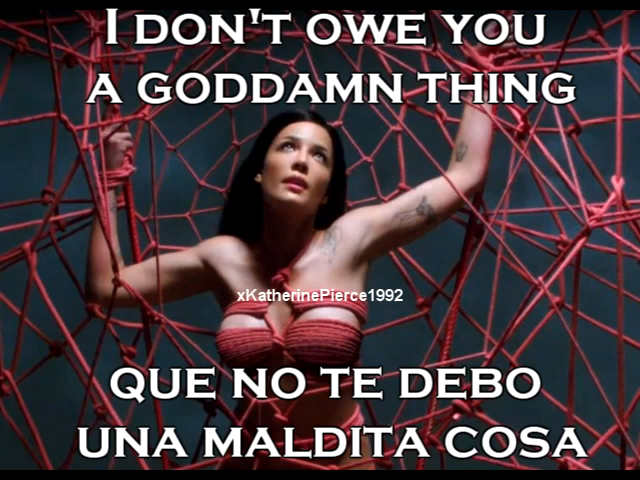 I DON'T OWE YOU
A GODDAMN THING
xKatherinePierce1992
QUE NO TE DEBO
UNA MALDITA COSA